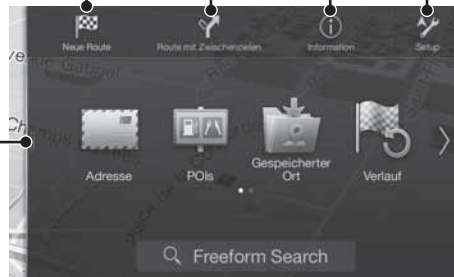 Neue Route
Route mit Zwischenzielen
Information
Setup
Adresse
POIs
Gespeicherter
Ort
Verlauf
Freeform Search